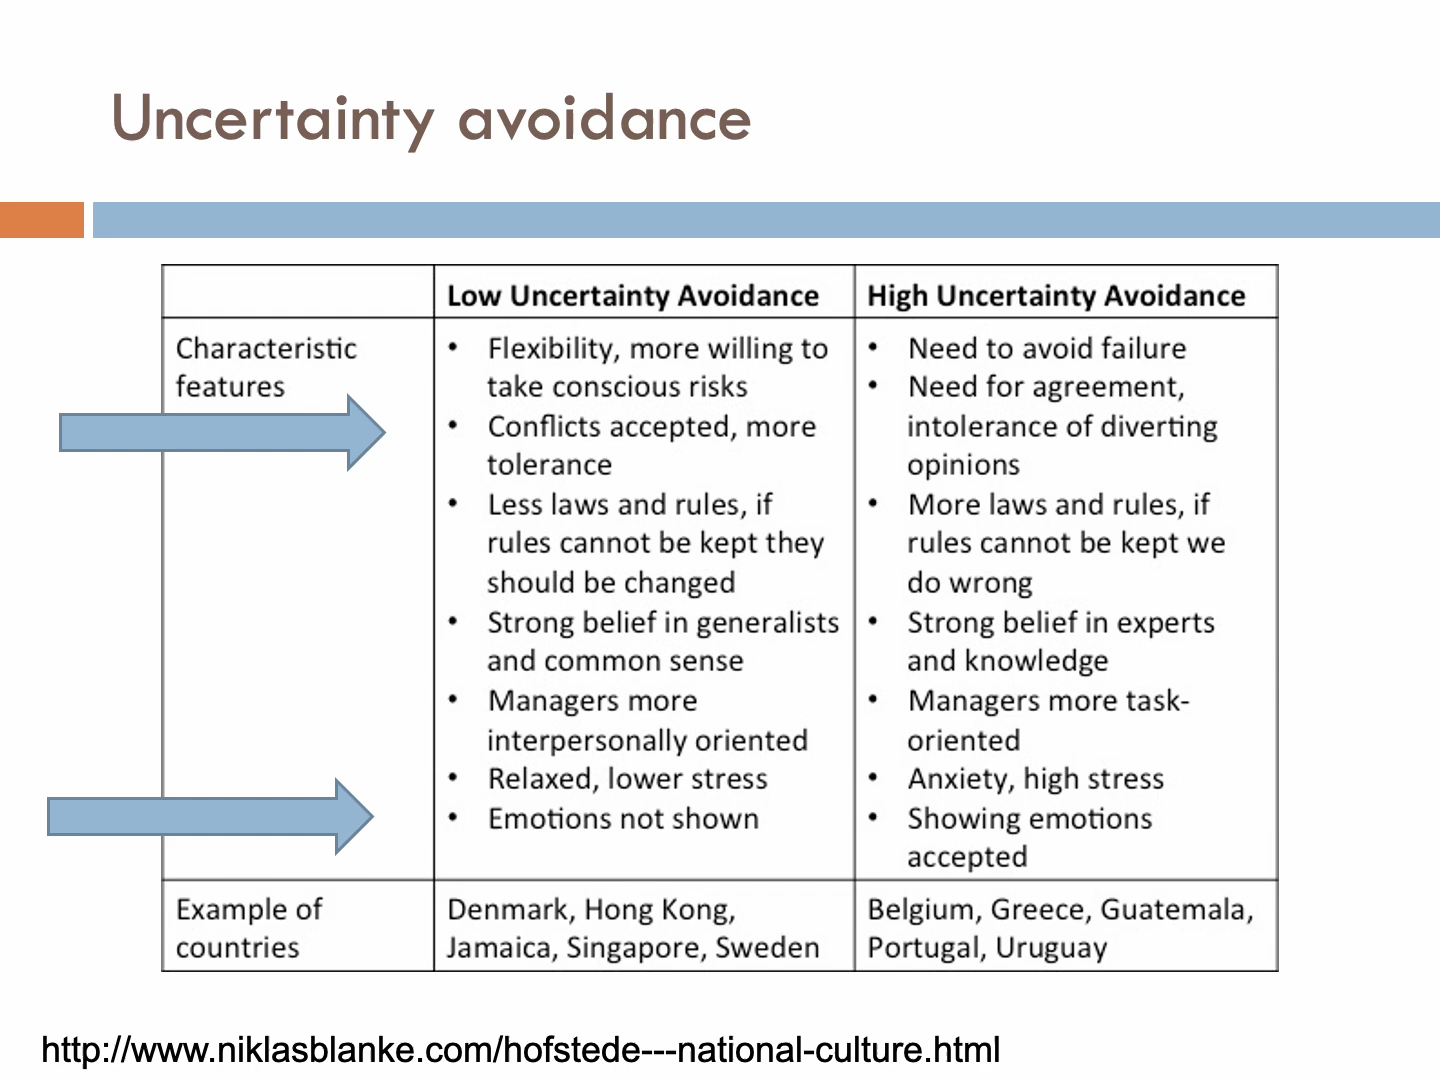 Uncertainty avoidance
Low Uncertainty Avoidance
High Uncertainty Avoidance
Characteristic
features
• Flexibility, more willing to
take conscious risks
• Conflicts accepted, more
tolerance
• Less laws and rules, if
rules cannot be kept they
should be changed
• Strong belief in generalists
and common sense
• Managers more
interpersonally oriented
• Relaxed, lower stress
• Emotions not shown
• Need to avoid failure
• Need for agreement,
intolerance of diverting
opinions
• More laws and rules, if
rules cannot be kept we
do wrong
• Strong belief in experts
and knowledge
• Managers more task-
oriented
• Anxiety, high stress
• Showing emotions
accepted
Example of
countries
Denmark, Hong Kong,
Jamaica, Singapore, Sweden
Belgium, Greece, Guatemala,
Portugal, Uruguay
http://www.niklasblanke.com/hofstede---national-culture.html